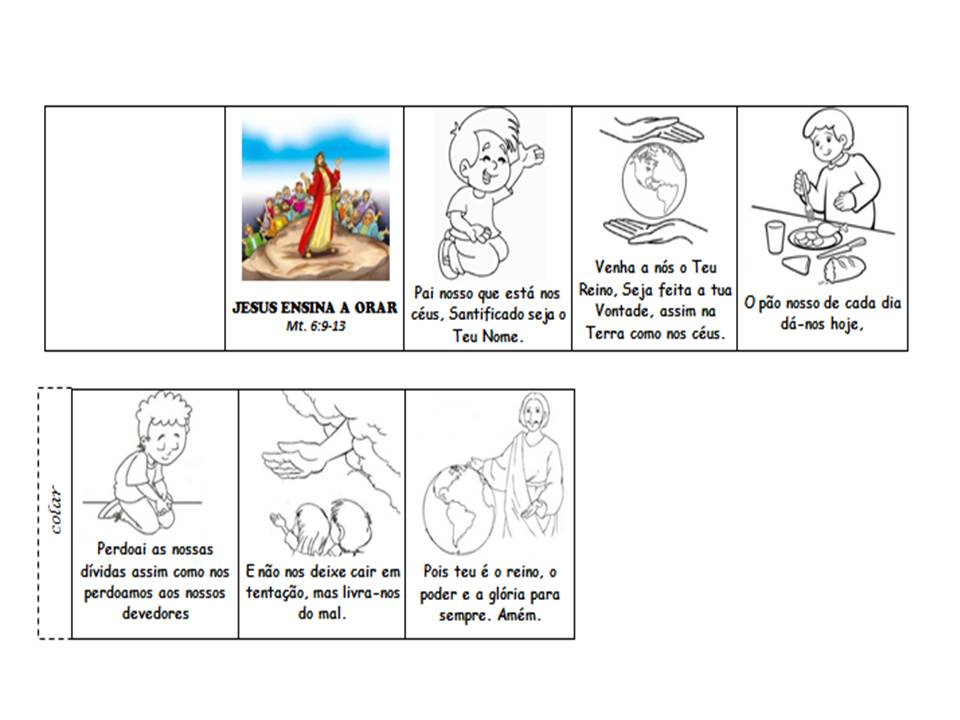 JESUS ENSINA A ORAR
Mt. 6:9-13
Pai nosso que está nos
céus, Santificado seja o
Teu Nome.
Venha a nós o Teu
Reino, Seja feita a tua
Vontade, assim na
Terra como nos céus.
O pão nosso de cada dia
dá-nos hoje,
colar
Perdoai as nossas
dívidas assim como nos
perdoamos aos nossos
devedores
E não nos deixe cair em
tentação, mas livra-nos
do mal.
Pois teu é o reino, o
poder e a glória para
sempre. Amém.